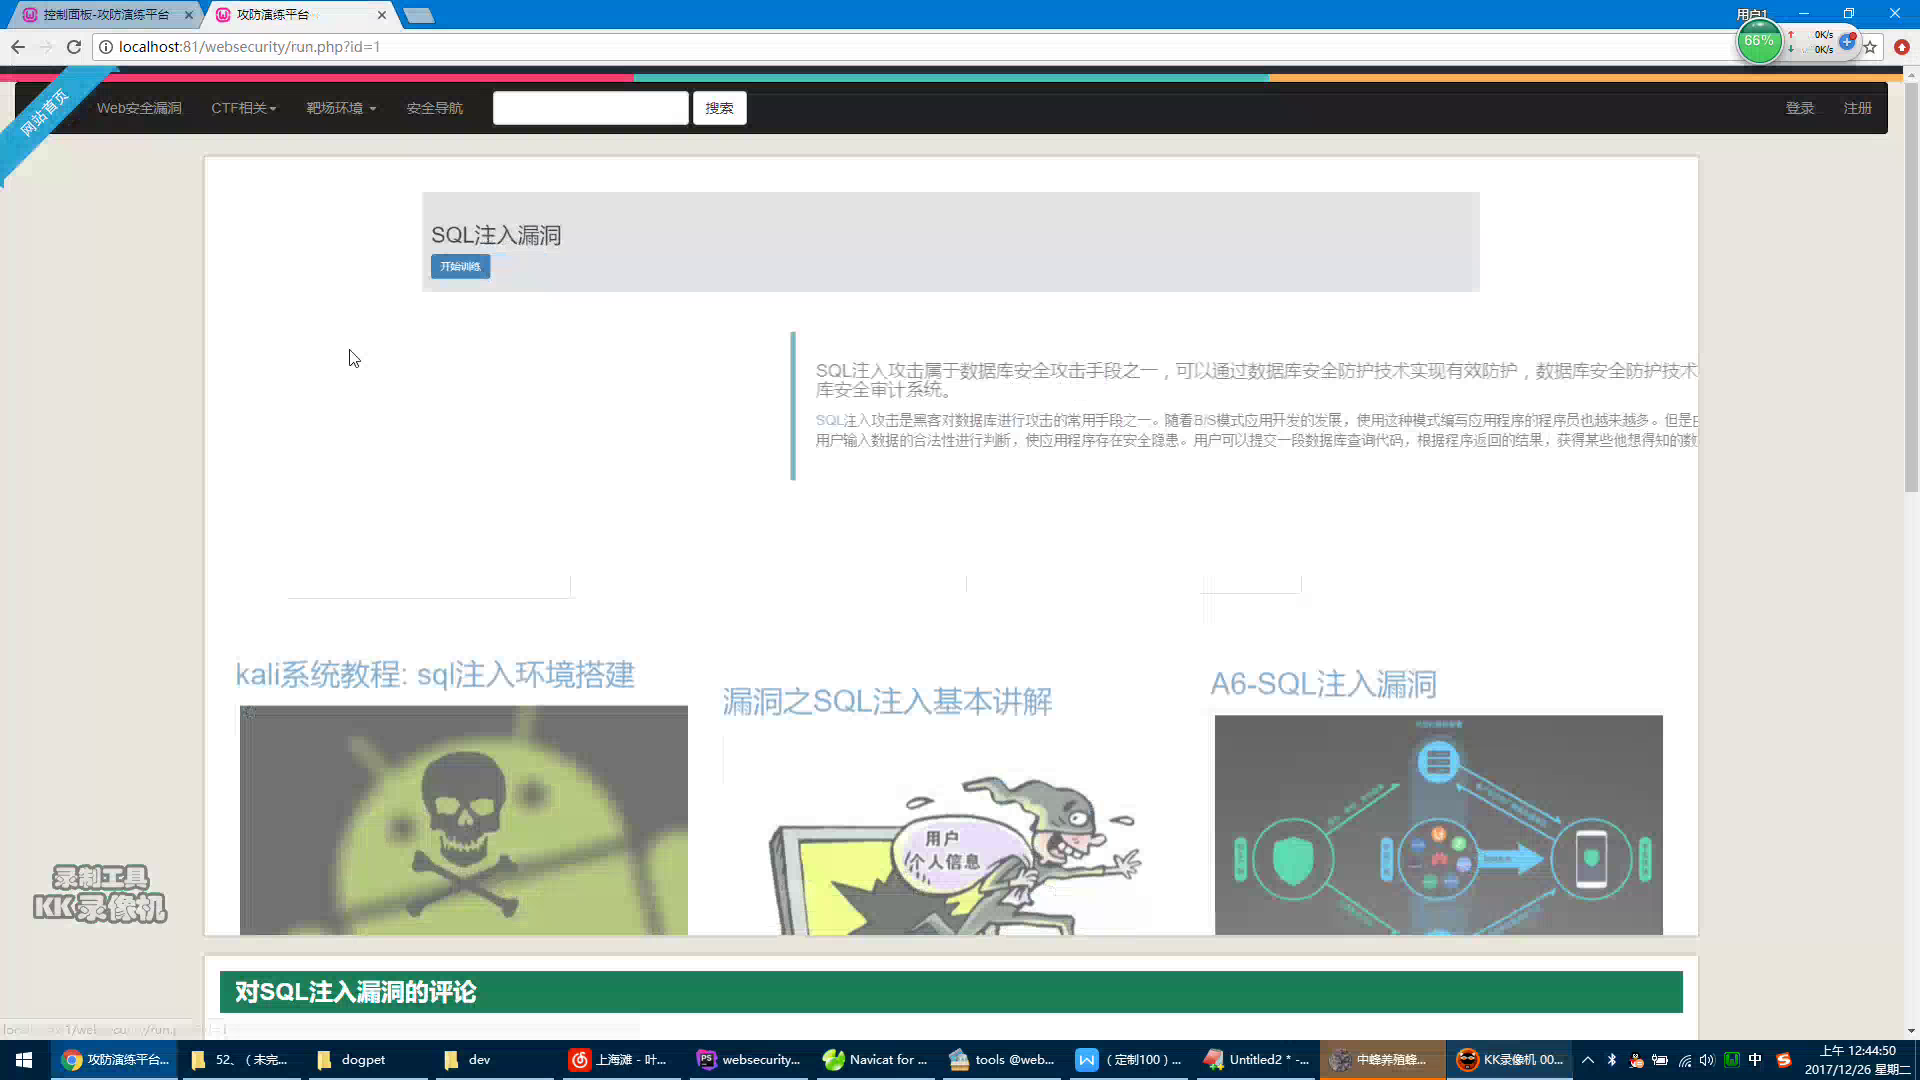 控制面板-攻防演练平台
攻防演练平台
用户1
localhost:81/websecurity/run.php?id=1
66%
0K/s
0K/s
网站首页
Web安全漏洞
CTF相关
靶场环境
安全导航
搜索
登录
注册
SQL注入漏洞
开始训练
SQL注入攻击属于数据库安全攻击手段之一，可以通过数据库安全防护技术实现有效防护，数据库安全防护技术
库安全审计系统。
SQL注入攻击是黑客对数据库进行攻击的常用手段之一。随着B/S模式应用开发的发展，使用这种模式编写应用程序的程序员也越来越多。但是由
用户输入数据的合法性进行判断，使应用程序存在安全隐患。用户可以提交一段数据库查询代码，根据程序返回的结果，获得某些他想得知的数
kali系统教程: sql注入环境搭建
漏洞之SQL注入基本讲解
A6-SQL注入漏洞
用户
个人信息
录制工具
KK录像机
对SQL注入漏洞的评论
攻防演练平台...
52、（未完...
dogpet
dev
上海滩 - 叶...
websecurity...
Navicat for ...
tools @web...
（定制100）...
Untitled2 * -...
中蜂养殖蜂...
KK录像机 00...
中
上午 12:44:50
2017/12/26 星期二